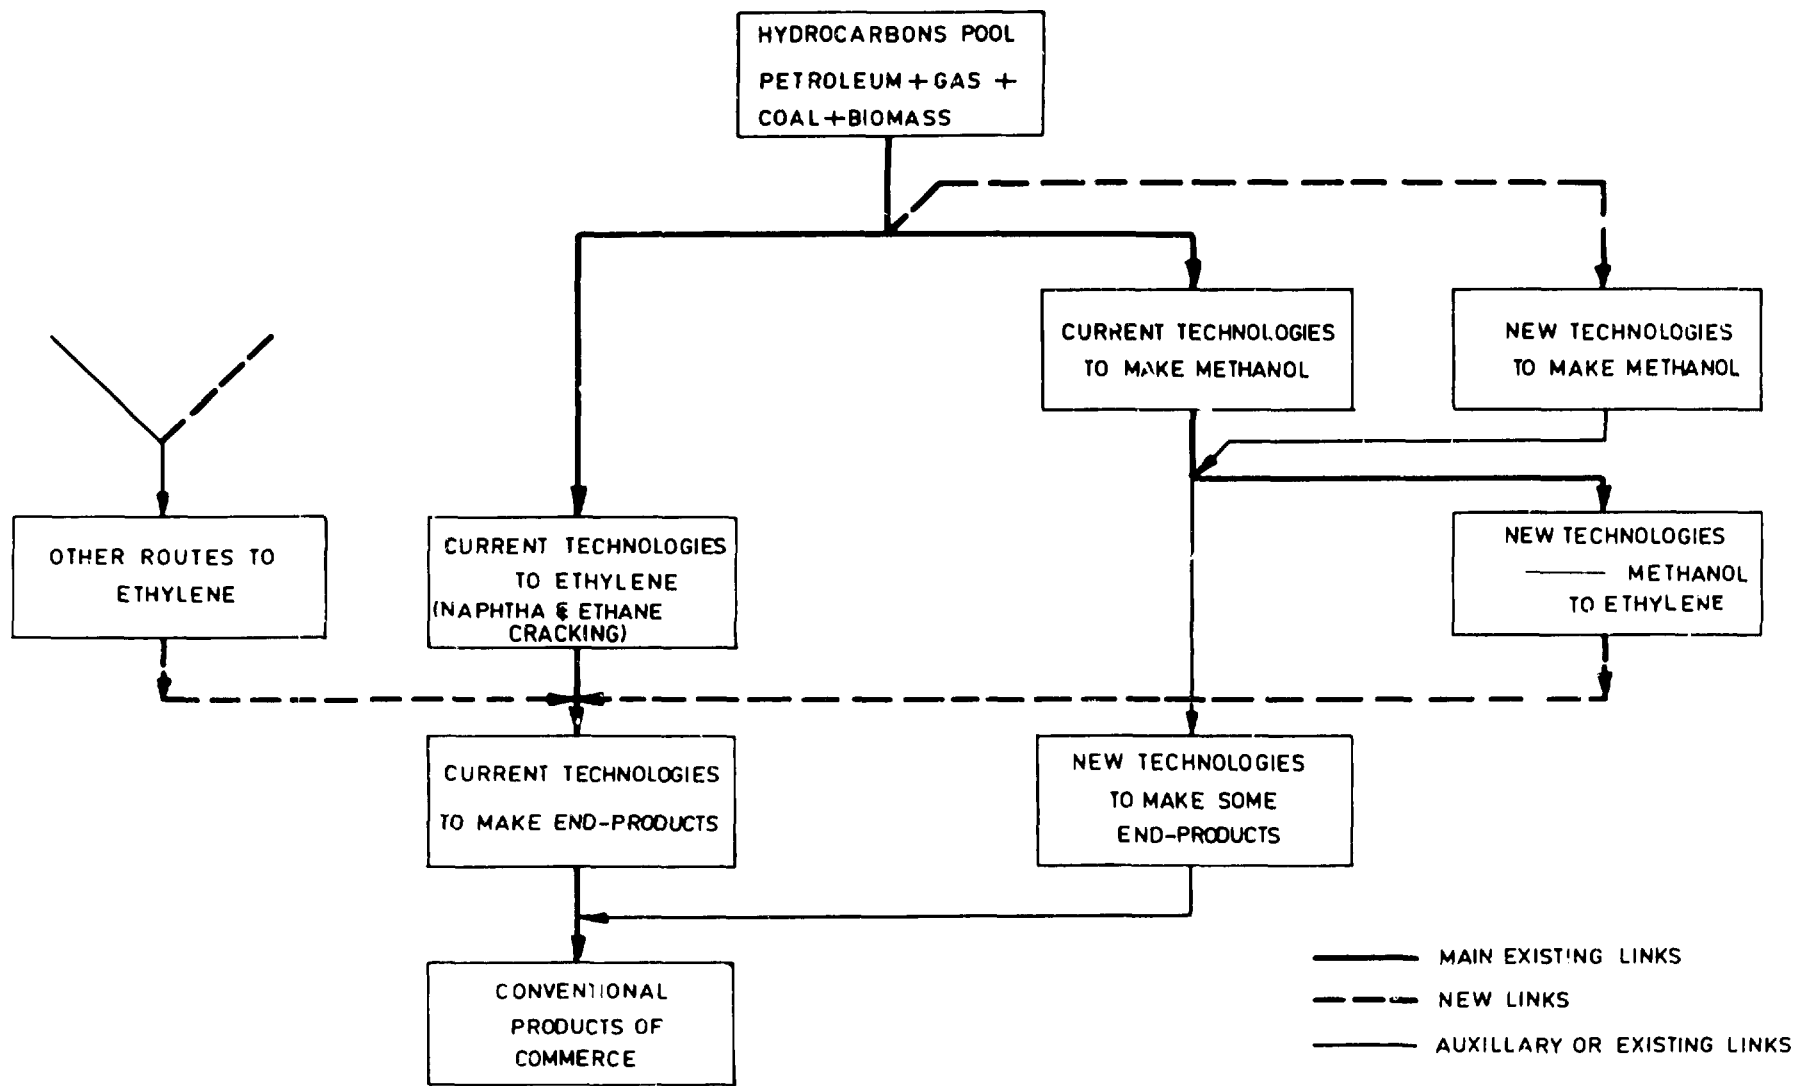 HYDROCARBONS POOL
PETROLEUM + GAS +
COAL + BIOMASS
CURRENT TECHNOLOGIES
TO MAKE METHANOL
NEW TECHNOLOGIES
TO MAKE METHANOL
OTHER ROUTES TO
ETHYLENE
CURRENT TECHNOLOGIES
TO ETHYLENE
(NAPHTHA & ETHANE
CRACKING)
NEW TECHNOLOGIES
METHANOL
TO ETHYLENE
CURRENT TECHNOLOGIES
TO MAKE END-PRODUCTS
NEW TECHNOLOGIES
TO MAKE SOME
END-PRODUCTS
CONVENTIONAL
PRODUCTS OF
COMMERCE
MAIN EXISTING LINKS
NEW LINKS
AUXILLARY OR EXISTING LINKS